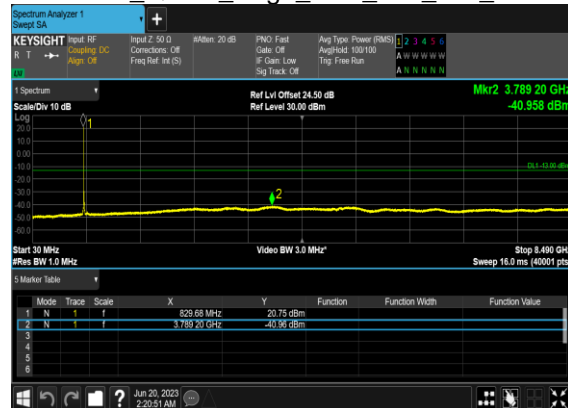 Spectrum Analyzer 1
Swept SA
+
KEYSIGHT Input: RF Input Z: 50 Ω #Atten: 20 dB PNO: Fast Avg Type: Power (RMS) 1 2 3 4 5 6
R T Coupling: DC Corrections: Off Gate: Off Avg|Hold: 100/100 A W W W W W
Align: Off Freq Ref: Int (S) IF Gain: Low Trig: Free Run
Sig Track: Off A N N N N N
1 Spectrum Ref Lvl Offset 24.50 dB Mkr2 3.789 20 GHz
Scale/Div 10 dB Ref Level 30.00 dBm -40.958 dBm
Log
20.0
10.0
0.00
-10.0
DL1 -13.00 dBm
-20.0
-30.0
-40.0
-50.0
-60.0
1
2
Start 30 MHz Video BW 3.0 MHz* Stop 8.490 GHz
#Res BW 1.0 MHz Sweep 16.0 ms (40001 pts)
5 Marker Table
Mode Trace Scale X Y Function Function Width Function Value
1 N 1 f 829.68 MHz 20.75 dBm
2 N 1 f 3.789 20 GHz -40.96 dBm
3
4
5
6
? Jun 20, 2023
2:20:51 AM